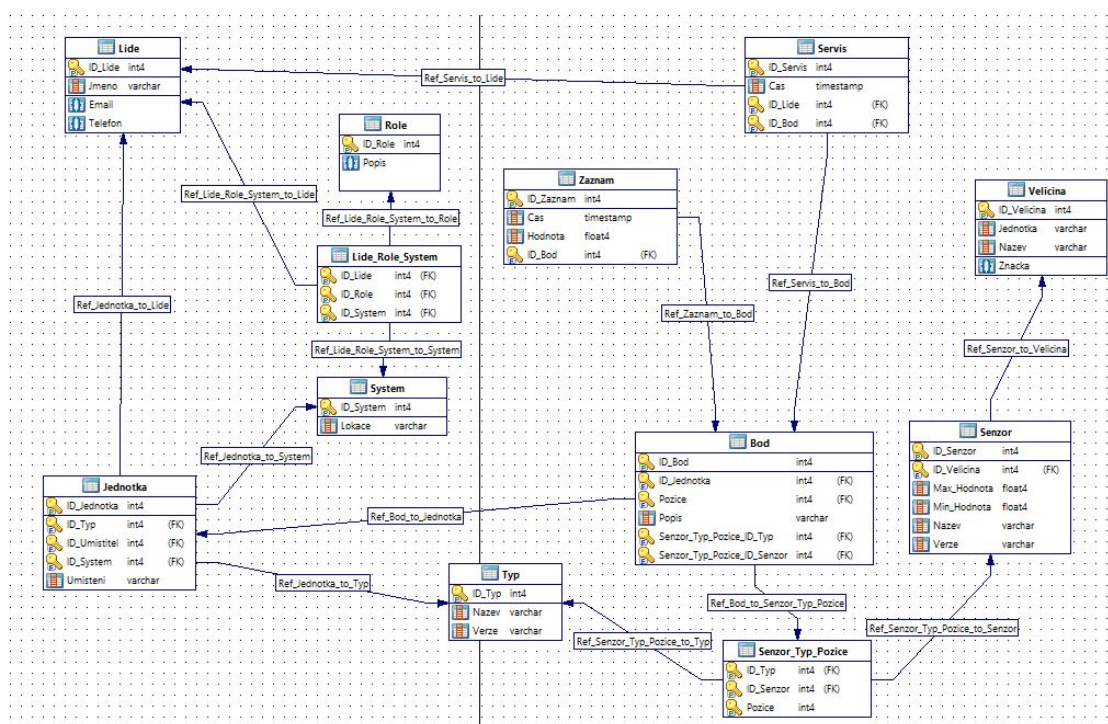 Lide
ID_Lide int4
Jmeno varchar
Email
Telefon
Servis
ID_Servis int4
Cas timestamp
ID_Lide int4 (FK)
ID_Bod int4 (FK)
Ref_Servis_to_Lide
Role
ID_Role int4
Popis
Zaznam
ID_Zaznam int4
Cas timestamp
Hodnota float4
ID_Bod int4 (FK)
Velicina
ID_Velicina int4
Jednotka varchar
Nazev varchar
Znacka
Ref_Lide_Role_System_to_Lide
Ref_Lide_Role_System_to_Role
Lide_Role_System
ID_Lide int4 (FK)
ID_Role int4 (FK)
ID_System int4 (FK)
Ref_Servis_to_Bod
Ref_Jednotka_to_Lide
Ref_Zaznam_to_Bod
Ref_Lide_Role_System_to_System
Ref_Senzor_to_Velicina
System
ID_System int4
Lokace varchar
Ref_Jednotka_to_System
Bod
ID_Bod int4
ID_Jednotka int4 (FK)
Pozice int4 (FK)
Popis varchar
Senzor_Typ_Pozice_ID_Typ int4 (FK)
Senzor_Typ_Pozice_ID_Senzor int4 (FK)
Senzor
ID_Senzor int4
ID_Velicina int4 (FK)
Max_Hodnota float4
Min_Hodnota float4
Nazev varchar
Verze varchar
Jednotka
ID_Jednotka int4
ID_Typ int4 (FK)
ID_Umistitel int4 (FK)
ID_System int4 (FK)
Umisteni varchar
Ref_Bod_to_Jednotka
Ref_Jednotka_to_Typ
Typ
ID_Typ int4
Nazev varchar
Verze varchar
Ref_Bod_to_Senzor_Typ_Pozice
Ref_Senzor_Typ_Pozice_to_Typ
Ref_Senzor_Typ_Pozice_to_Senzor
Senzor_Typ_Pozice
ID_Typ int4 (FK)
ID_Senzor int4 (FK)
Pozice int4